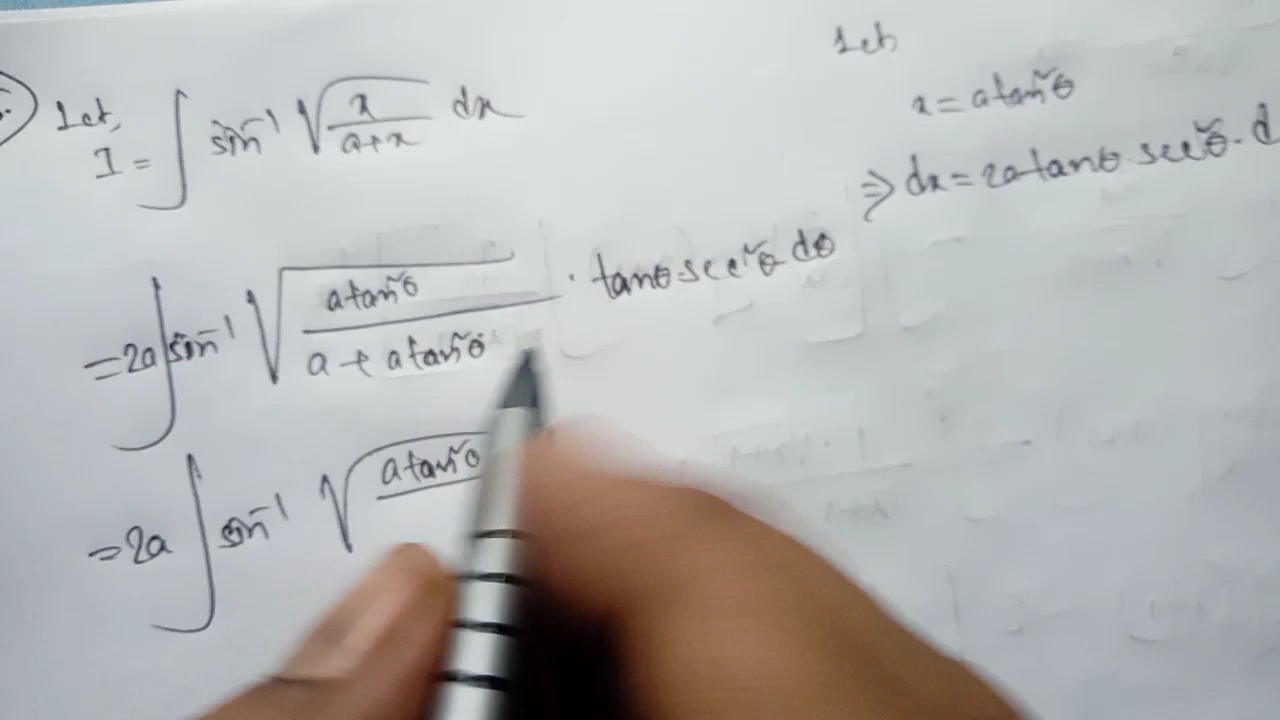 Let,
I = ∫ sin⁻¹ √(x/(a+x)) dx
= 2a ∫ sin⁻¹ √(a tan²θ/(a + a tan²θ)) · tanθ·sec²θ dθ
= 2a ∫ sin⁻¹ √(a tan²θ
Let,
x = a tan²θ
⇒ dx = 2a tanθ·sec²θ·d